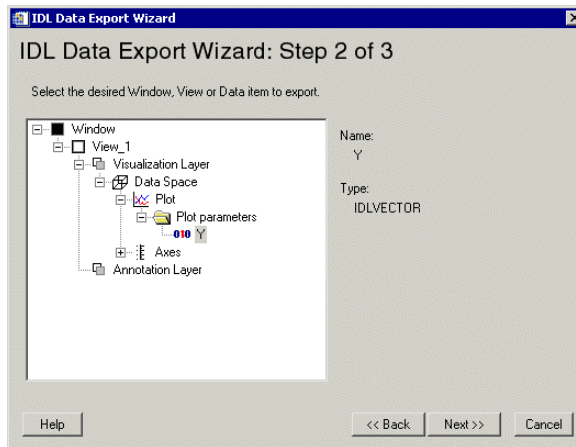 IDL Data Export Wizard
IDL Data Export Wizard: Step 2 of 3
Select the desired Window, View or Data item to export.
Window
View_1
Visualization Layer
Data Space
Plot
Plot parameters
010 Y
Axes
Annotation Layer
Name:
Y
Type:
IDLVECTOR
Help
<< Back
Next >>
Cancel